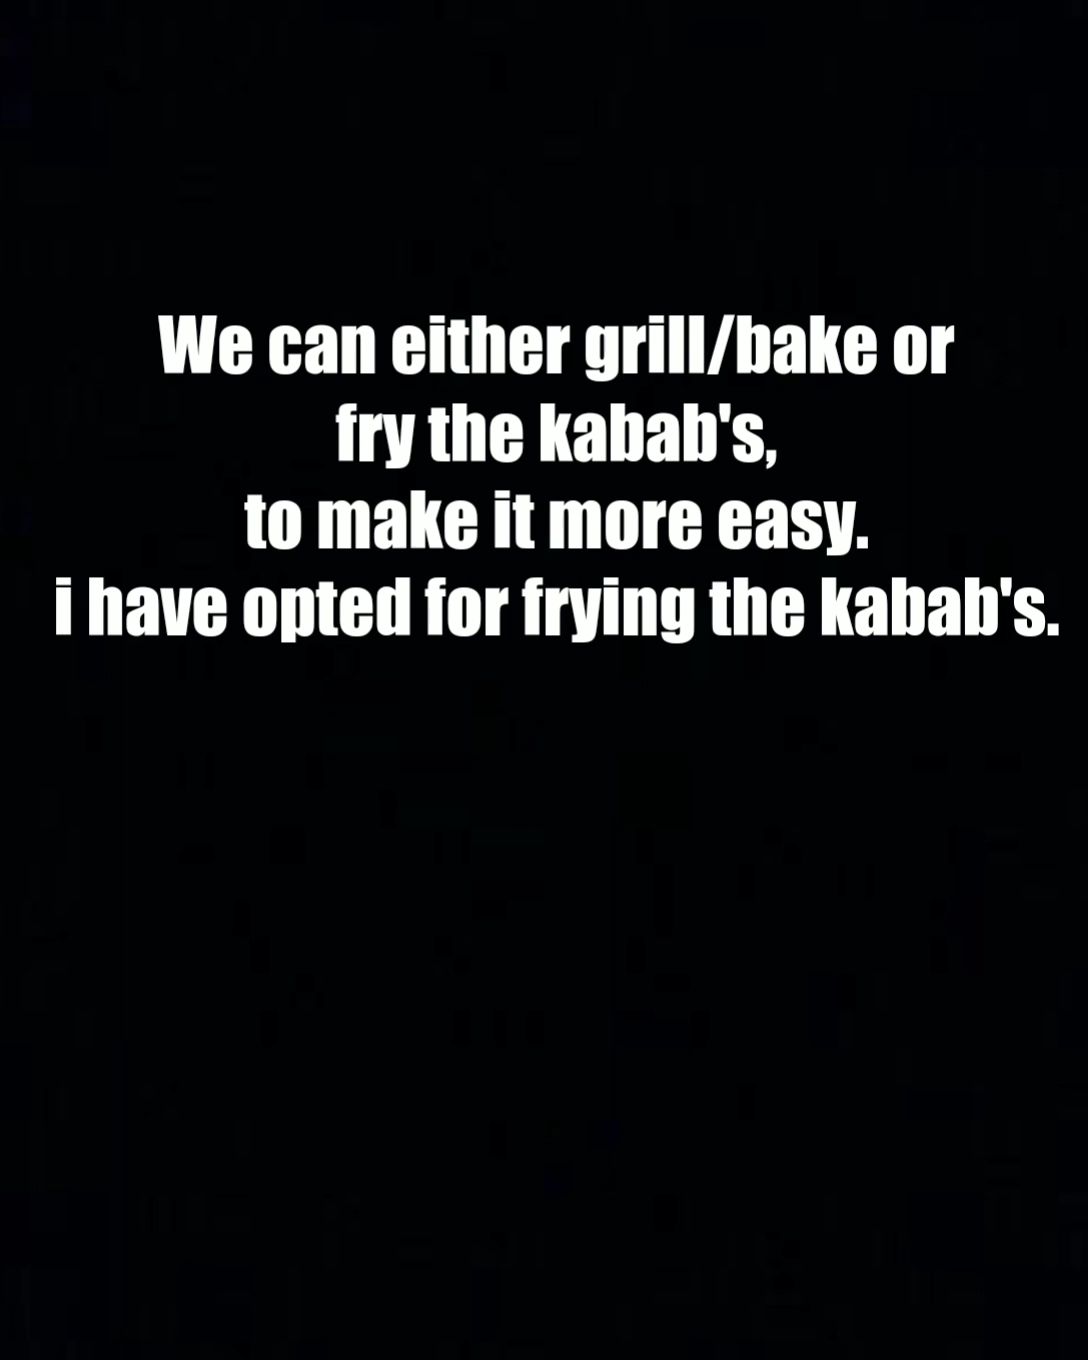 We can either grill/bake or
fry the kabab's,
to make it more easy.
i have opted for frying the kabab's.